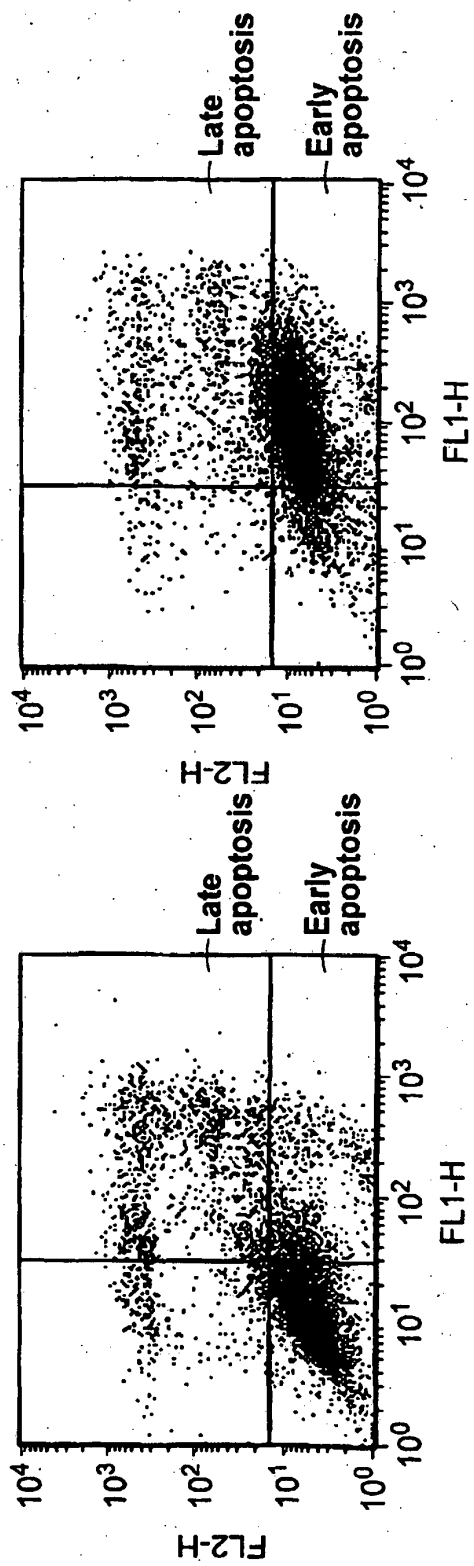 FL2-H
10⁴
10³
10²
10¹
10⁰
10⁰
10¹
10²
10³
10⁴
FL1-H
Late
apoptosis
Early
apoptosis
FL2-H
10⁴
10³
10²
10¹
10⁰
10⁰
10¹
10²
10³
10⁴
FL1-H
Late
apoptosis
Early
apoptosis